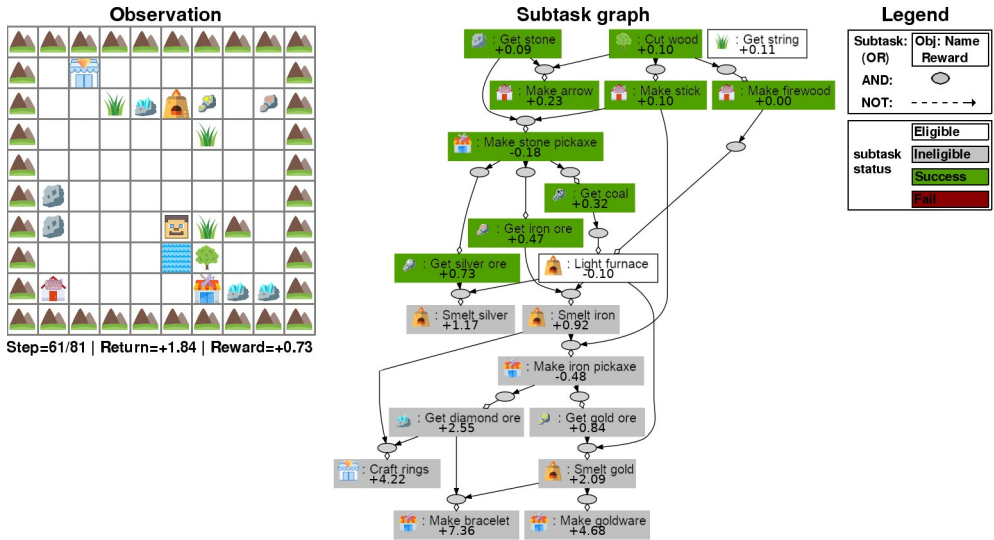 Observation
Subtask graph
Legend
: Get stone
+0.09
: Cut wood
+0.10
: Get string
+0.11
: Make arrow
+0.23
: Make stick
+0.10
: Make firewood
+0.00
: Make stone pickaxe
-0.18
: Get coal
+0.32
: Get iron ore
+0.47
: Get silver ore
+0.73
: Light furnace
-0.10
: Smelt silver
+1.17
: Smelt iron
+0.92
: Make iron pickaxe
-0.48
: Get diamond ore
+2.55
: Get gold ore
+0.84
: Craft rings
+4.22
: Smelt gold
+2.09
: Make bracelet
+7.36
: Make goldware
+4.68
Subtask:
(OR)
Obj: Name
Reward
AND:
NOT:
subtask
status
Eligible
Ineligible
Success
Fail
Step=61/81 | Return=+1.84 | Reward=+0.73